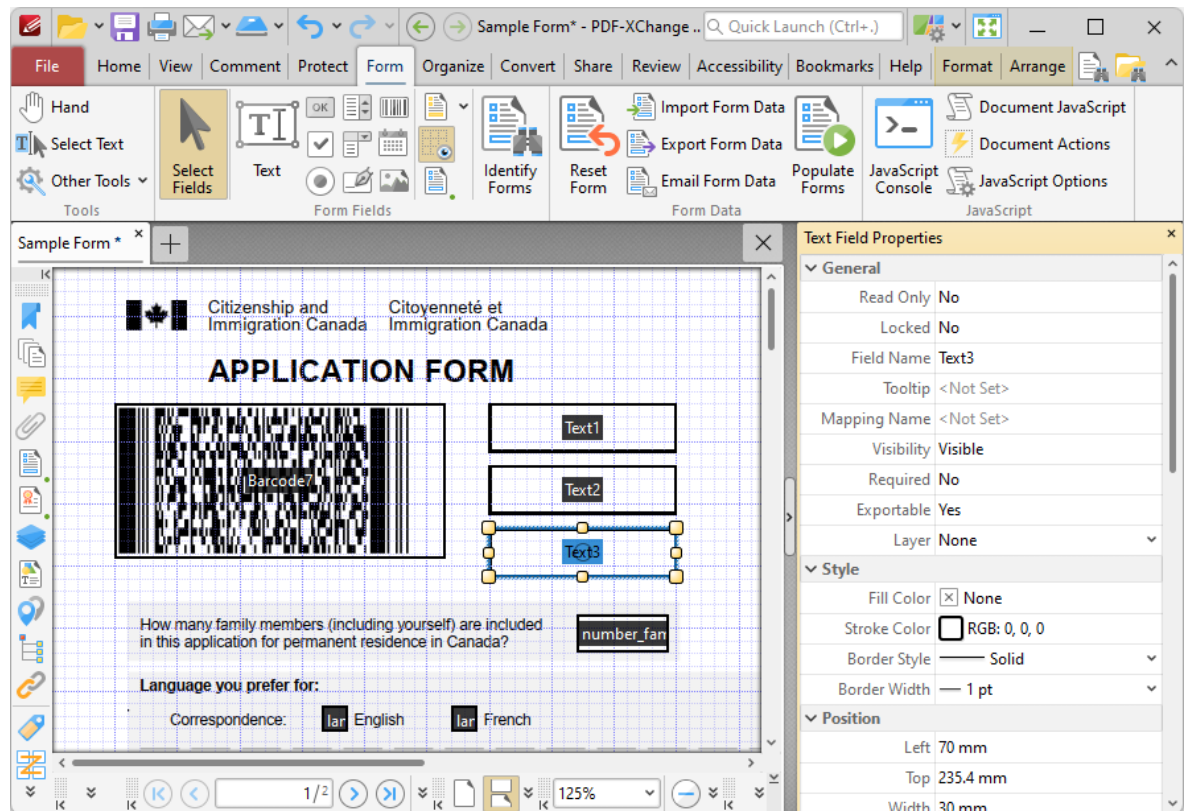 Sample Form* - PDF-XChange ..
Quick Launch (Ctrl+.)
File Home View Comment Protect Form Organize Convert Share Review Accessibility Bookmarks Help Format Arrange
Hand
Select Text
Other Tools
Tools
Select Fields
Text
OK
Form Fields
Identify Forms
Reset Form
Import Form Data
Export Form Data
Email Form Data
Populate Forms
Form Data
JavaScript Console
Document JavaScript
Document Actions
JavaScript Options
JavaScript
Sample Form *
Citizenship and
Immigration Canada
Citoyenneté et
Immigration Canada
APPLICATION FORM
Barcode7
Text1
Text2
Text3
How many family members (including yourself) are included
in this application for permanent residence in Canada?
number_fam
Language you prefer for:
Correspondence: lar English lar French
1/2
125%
Text Field Properties
General
Read Only No
Locked No
Field Name Text3
Tooltip <Not Set>
Mapping Name <Not Set>
Visibility Visible
Required No
Exportable Yes
Layer None
Style
Fill Color None
Stroke Color RGB: 0, 0, 0
Border Style Solid
Border Width 1 pt
Position
Left 70 mm
Top 235.4 mm
Width 30 mm